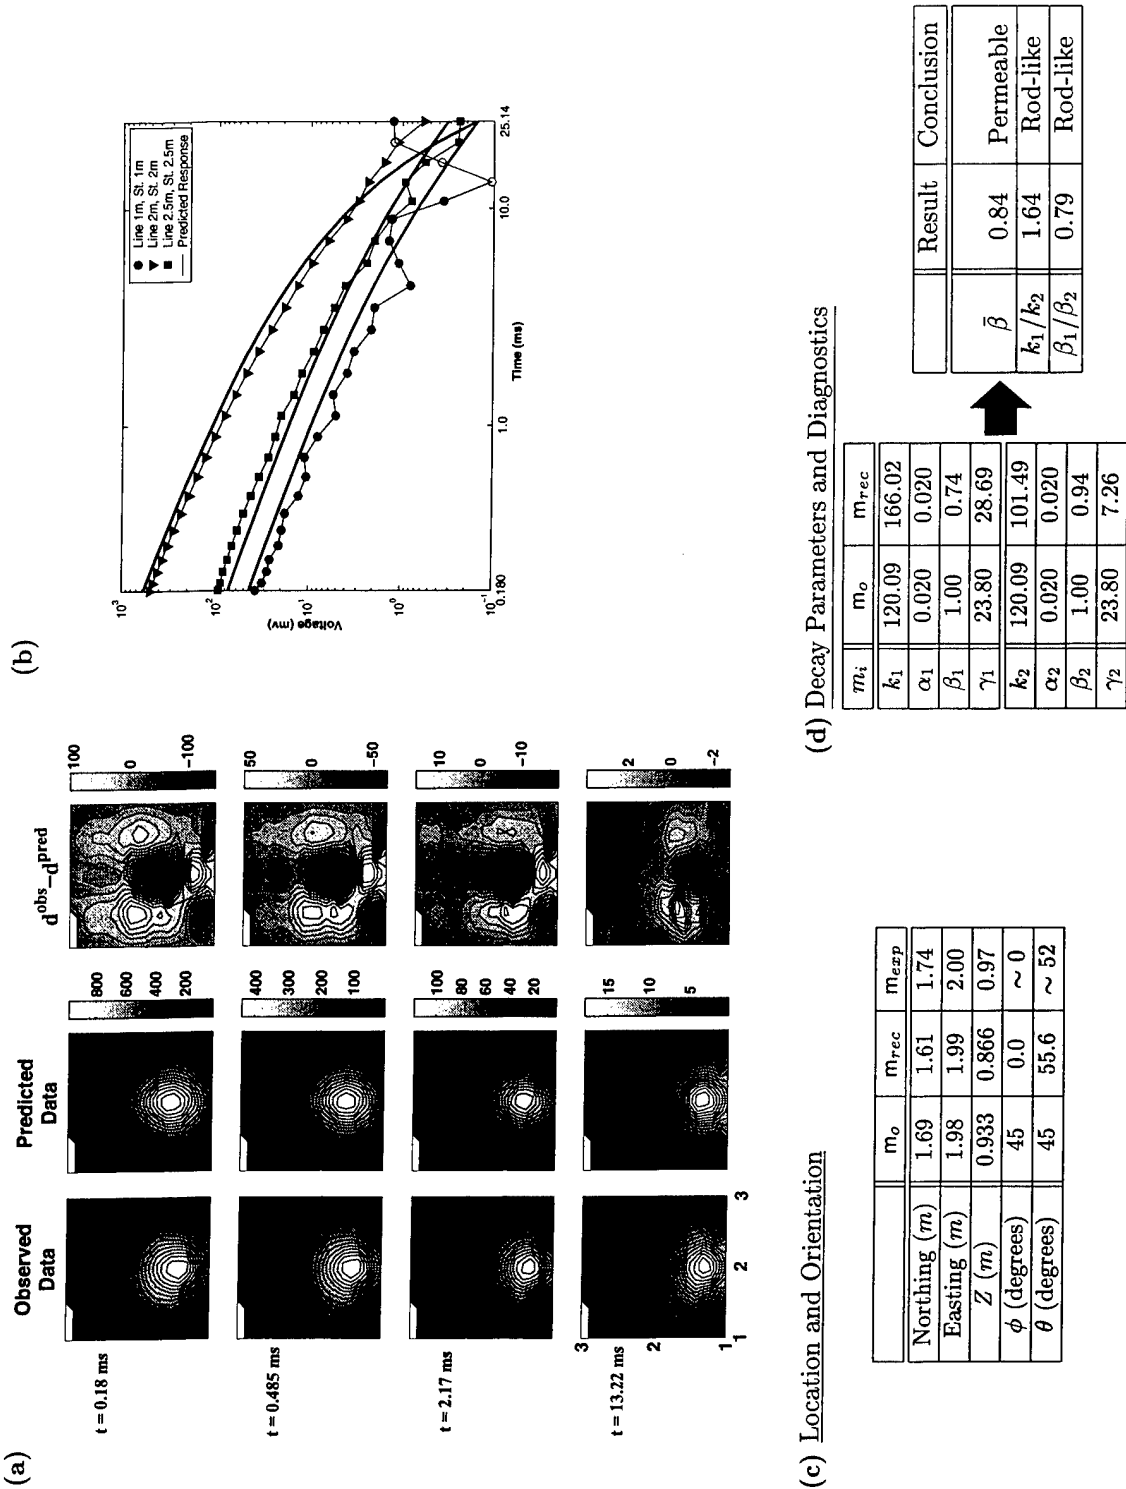 (a)
Observed Data
Predicted Data
d^obs–d^pred
t = 0.18 ms
800
600
400
200
100
0
−100
t = 0.485 ms
400
300
200
100
50
0
−50
t = 2.17 ms
100
80
60
40
20
10
0
−10
t = 13.22 ms
3
2
1
1
2
3
15
10
5
2
0
−2
(b)
Voltage (mv)
10^3
10^2
10^1
10^0
10^-1
Line 1m, St. 1m
Line 2m, St. 2m
Line 2.5m, St. 2.5m
Predicted Response
0.180
1.0
10.0
25.14
Time (ms)
(c) Location and Orientation
m_o m_rec m_exp
Northing (m) 1.69 1.61 1.74
Easting (m) 1.98 1.99 2.00
Z (m) 0.933 0.866 0.97
ϕ (degrees) 45 0.0 ~ 0
θ (degrees) 45 55.6 ~ 52
(d) Decay Parameters and Diagnostics
m_i m_o m_rec
k_1 120.09 166.02
α_1 0.020 0.020
β_1 1.00 0.74
γ_1 23.80 28.69
k_2 120.09 101.49
α_2 0.020 0.020
β_2 1.00 0.94
γ_2 23.80 7.26
Result Conclusion
β̄ 0.84 Permeable
k_1/k_2 1.64 Rod-like
β_1/β_2 0.79 Rod-like